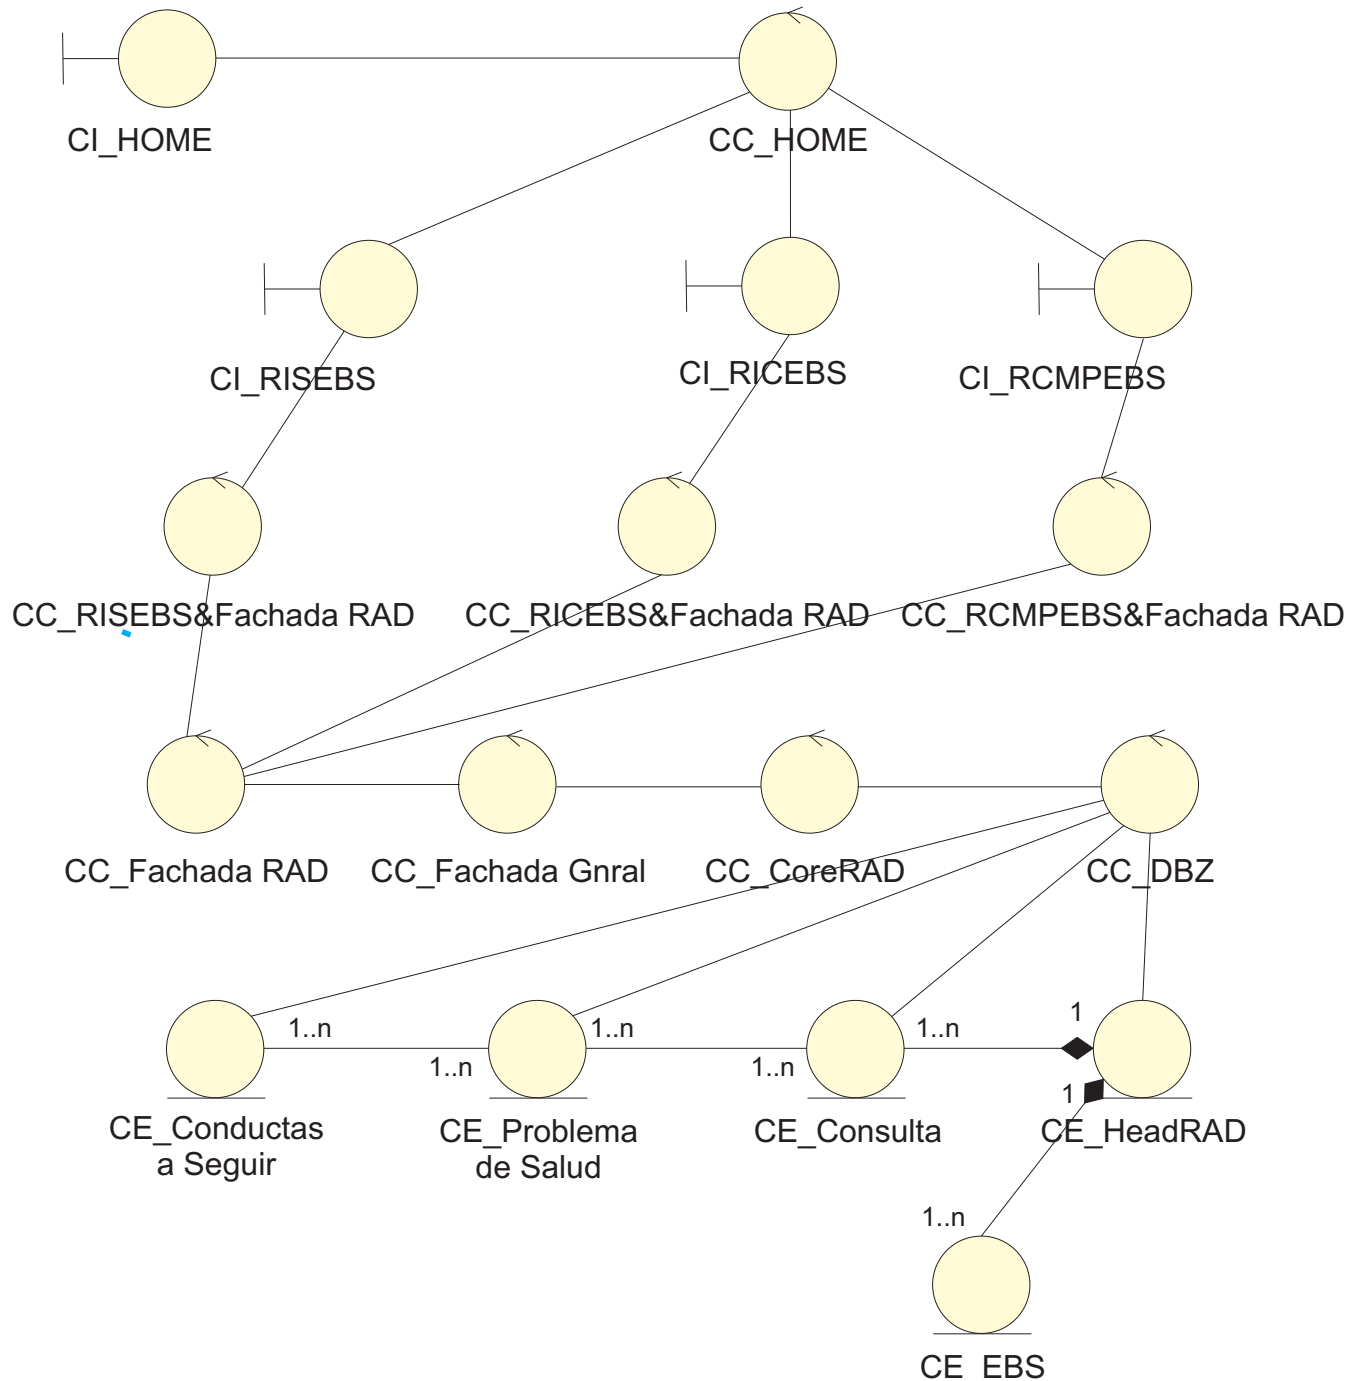 CI_HOME
CC_HOME
CI_RISEBS
CI_RICEBS
CI_RCMPEBS
CC_RISEBS&Fachada RAD
CC_RICEBS&Fachada RAD
CC_RCMPEBS&Fachada RAD
CC_Fachada RAD
CC_Fachada Gnral
CC_CoreRAD
CC_DBZ
1..n
1..n
1..n
1..n
1..n
1
1
CE_Conductas
a Seguir
CE_Problema
de Salud
CE_Consulta
CE_HeadRAD
1..n
CE_EBS